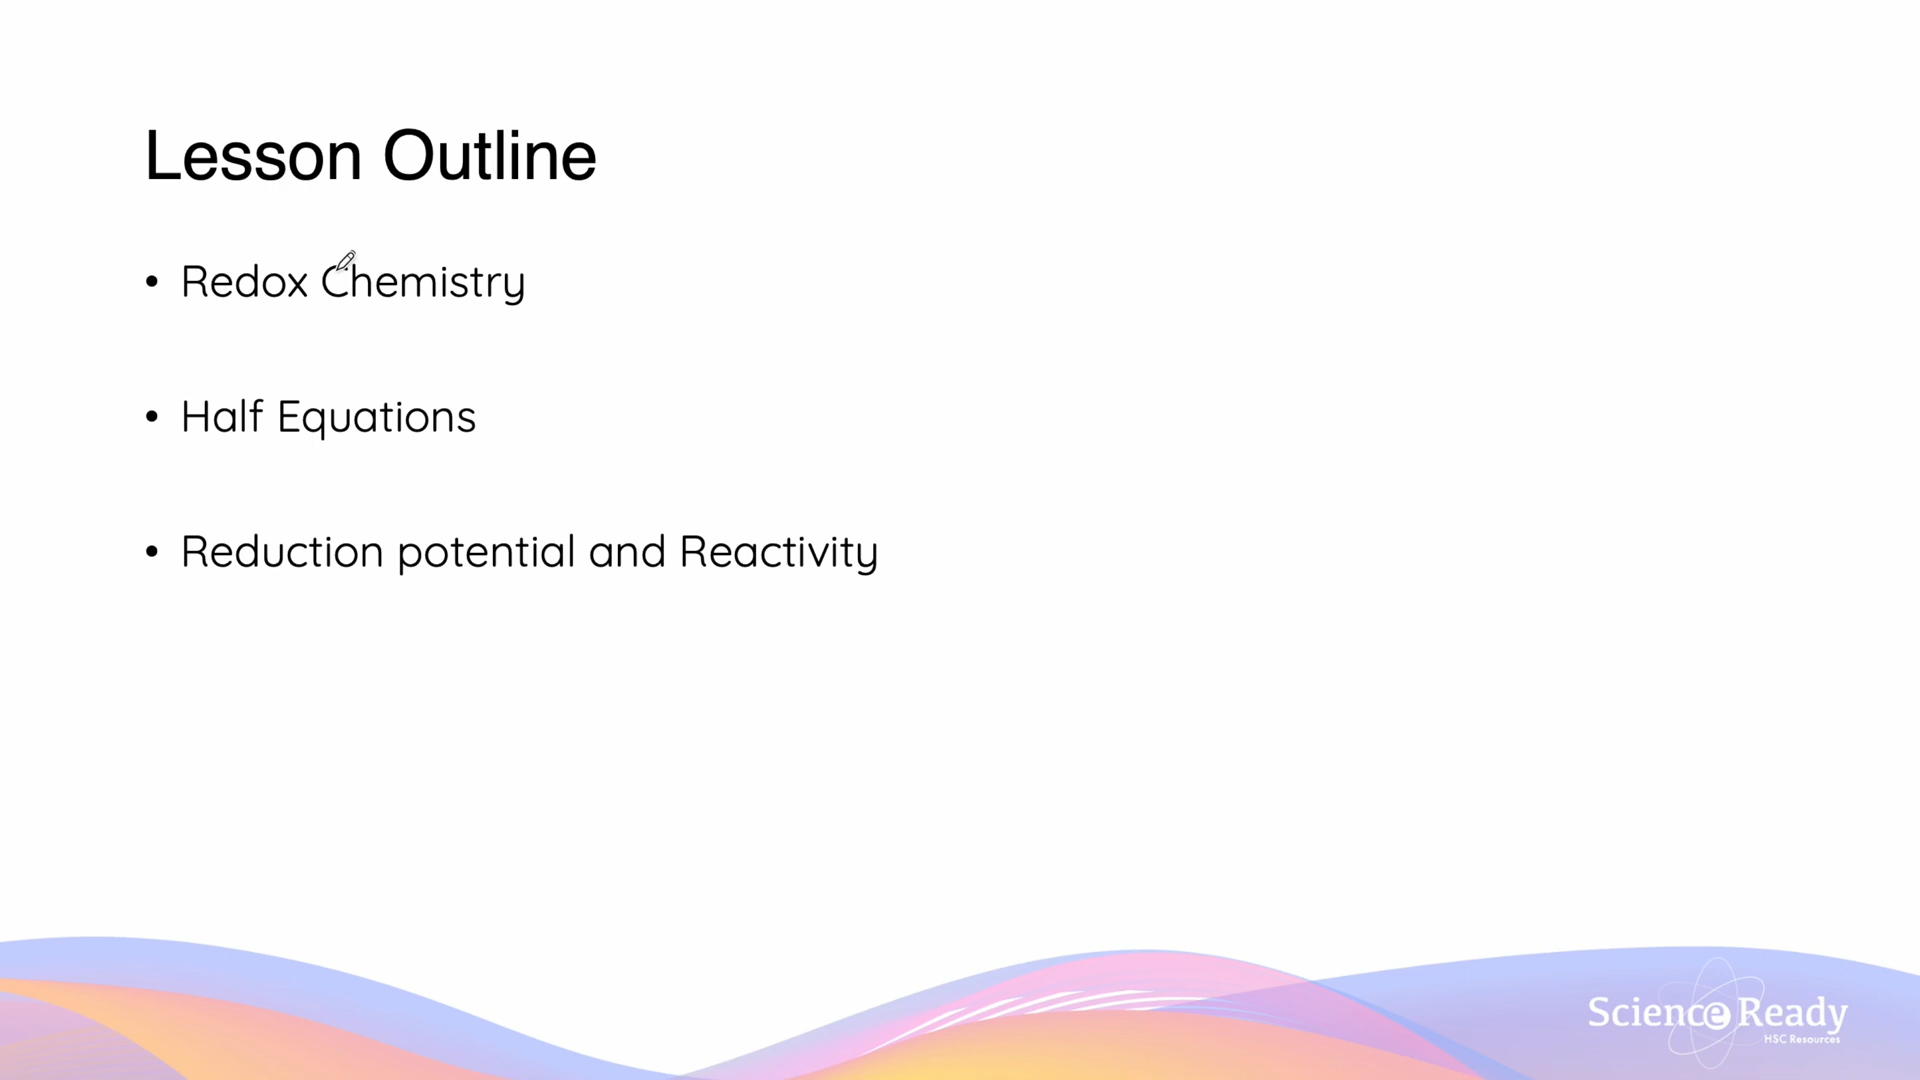 Lesson Outline
• Redox Chemistry
• Half Equations
• Reduction potential and Reactivity
Science Ready
HSC Resources